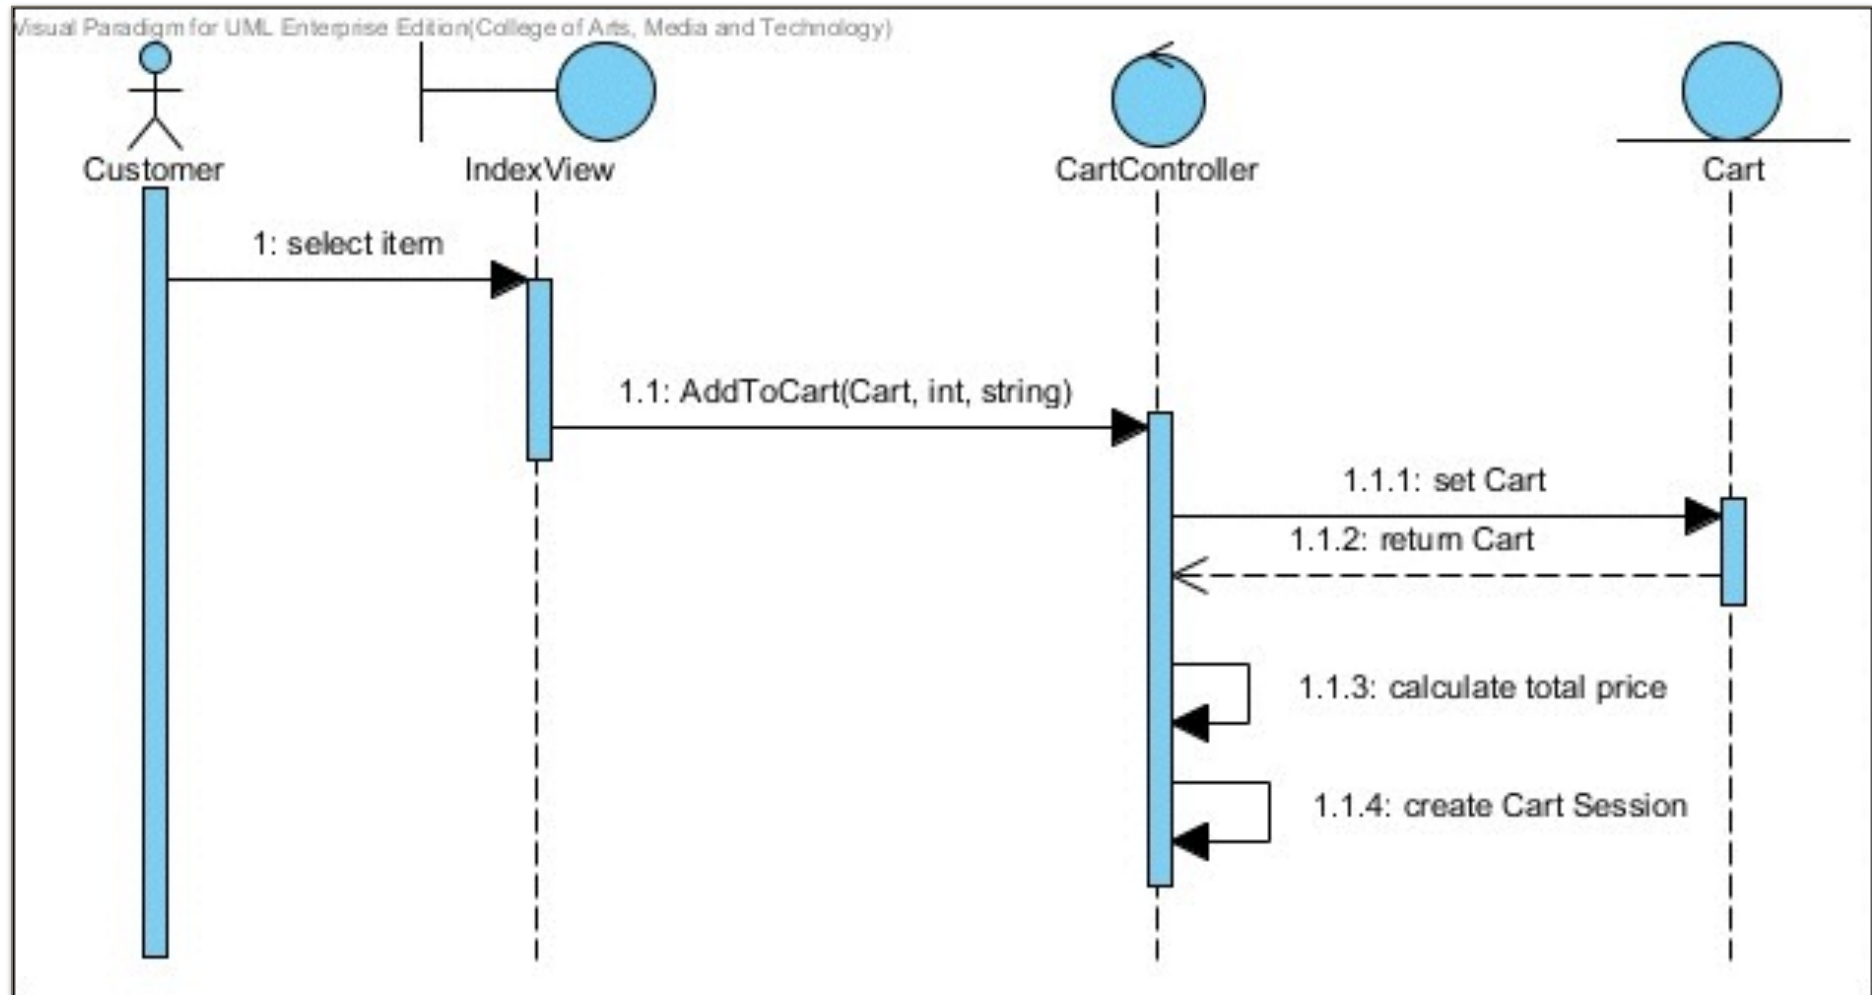 Visual Paradigm for UML Enterprise Edition(College of Arts, Media and Technology)
Customer
IndexView
CartController
Cart
1: select item
1.1: AddToCart(Cart, int, string)
1.1.1: set Cart
1.1.2: return Cart
1.1.3: calculate total price
1.1.4: create Cart Session